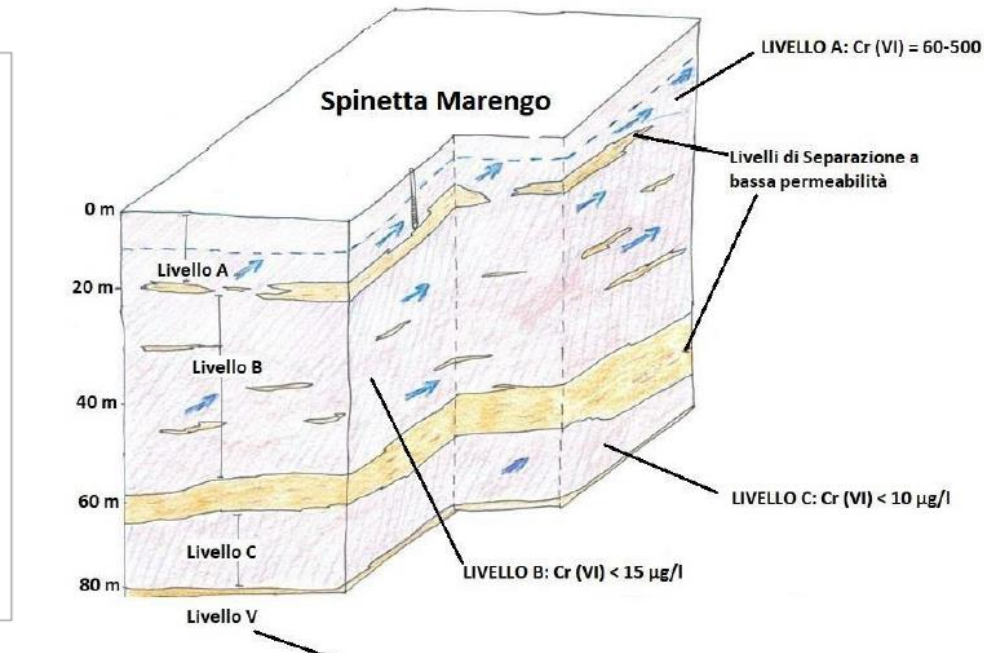 LIVELLO A: Cr (VI) = 60-500
Spinetta Marengo
Livelli di Separazione a
bassa permeabilità
0 m
Livello A
20 m
Livello B
40 m
60 m
LIVELLO C: Cr (VI) < 10 µg/l
Livello C
LIVELLO B: Cr (VI) < 15 µg/l
80 m
Livello V